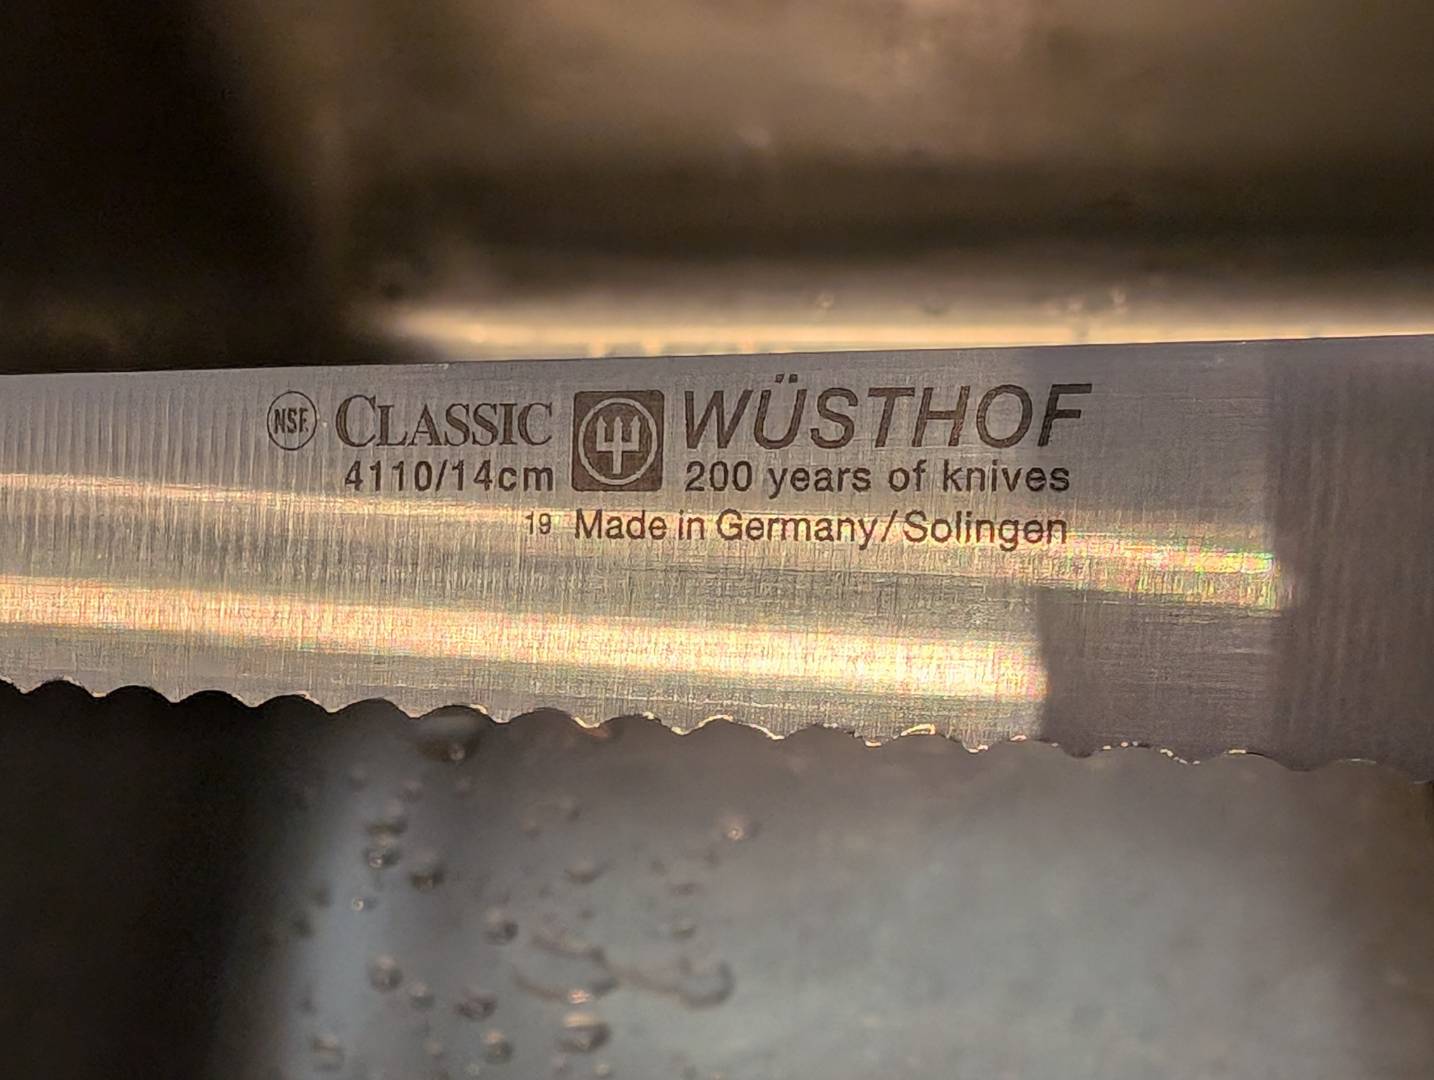 NSF. CLASSIC WÜSTHOF
4110/14cm 200 years of knives
19 Made in Germany/Solingen